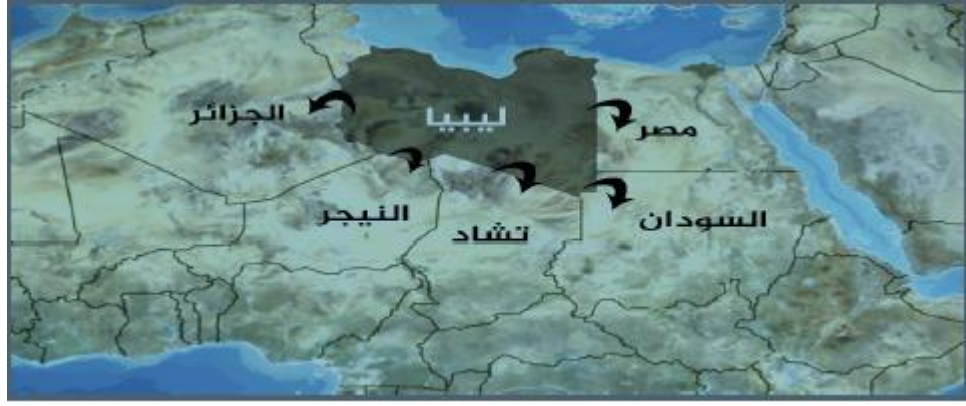 الجزائر
ليبيا
مصر
النيجر
تشاد
السودان